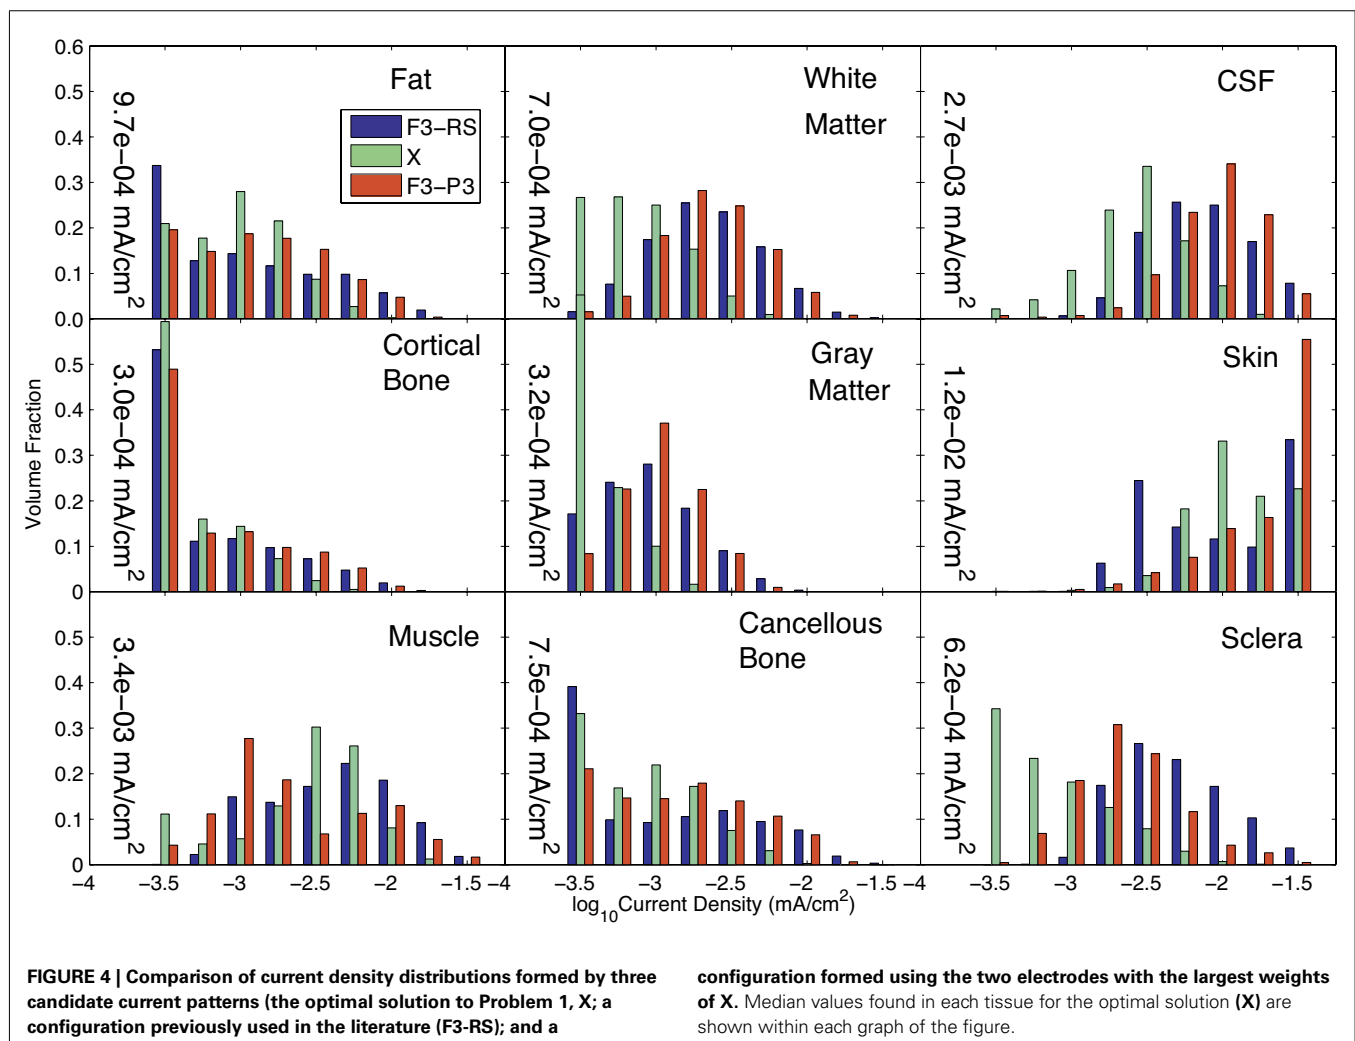 0.6
0.5
0.4
0.3
0.2
0.1
0.0
9.7e−04 mA/cm²
Fat
F3−RS
X
F3−P3
7.0e−04 mA/cm²
White
Matter
2.7e−03 mA/cm²
CSF
Volume Fraction
0.5
0.4
0.3
0.2
0.1
0
3.0e−04 mA/cm²
Cortical
Bone
3.2e−04 mA/cm²
Gray
Matter
1.2e−02 mA/cm²
Skin
0.5
0.4
0.3
0.2
0.1
0
3.4e−03 mA/cm²
Muscle
7.5e−04 mA/cm²
Cancellous
Bone
6.2e−04 mA/cm²
Sclera
−4 −3.5 −3 −2.5 −2 −1.5 −4 −3.5 −3 −2.5 −2 −1.5 −4 −3.5 −3 −2.5 −2 −1.5
log₁₀Current Density (mA/cm²)
FIGURE 4 | Comparison of current density distributions formed by three
candidate current patterns (the optimal solution to Problem 1, X; a
configuration previously used in the literature (F3-RS); and a
configuration formed using the two electrodes with the largest weights
of X. Median values found in each tissue for the optimal solution (X) are
shown within each graph of the figure.